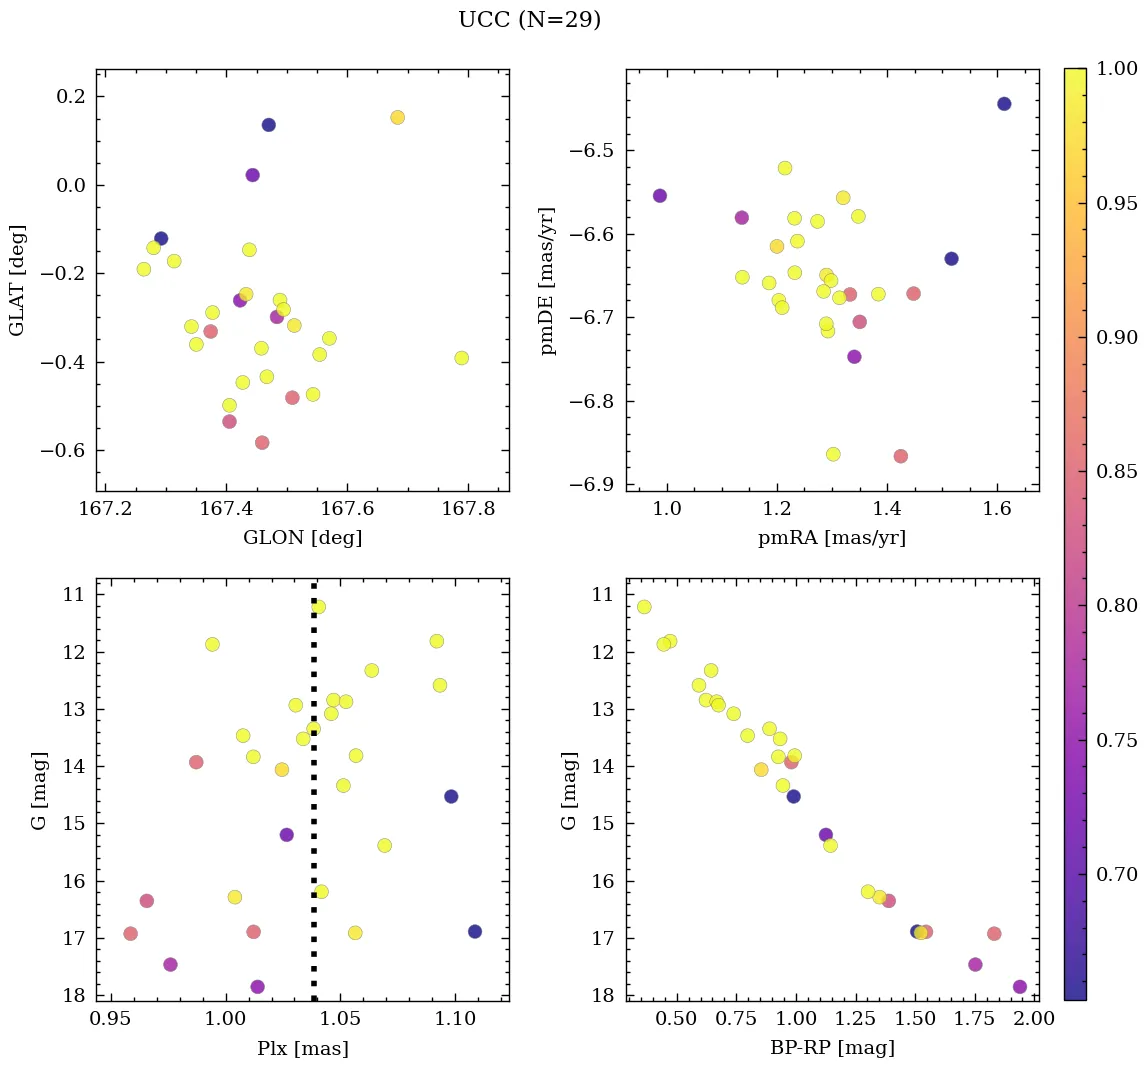 UCC (N=29)
0.2
0.0
−0.2
−0.4
−0.6
GLAT [deg]
167.2 167.4 167.6 167.8
GLON [deg]
−6.5
−6.6
−6.7
−6.8
−6.9
pmDE [mas/yr]
1.0 1.2 1.4 1.6
pmRA [mas/yr]
11
12
13
14
15
16
17
18
G [mag]
0.95 1.00 1.05 1.10
Plx [mas]
11
12
13
14
15
16
17
18
G [mag]
0.50 0.75 1.00 1.25 1.50 1.75 2.00
BP-RP [mag]
1.00
0.95
0.90
0.85
0.80
0.75
0.70